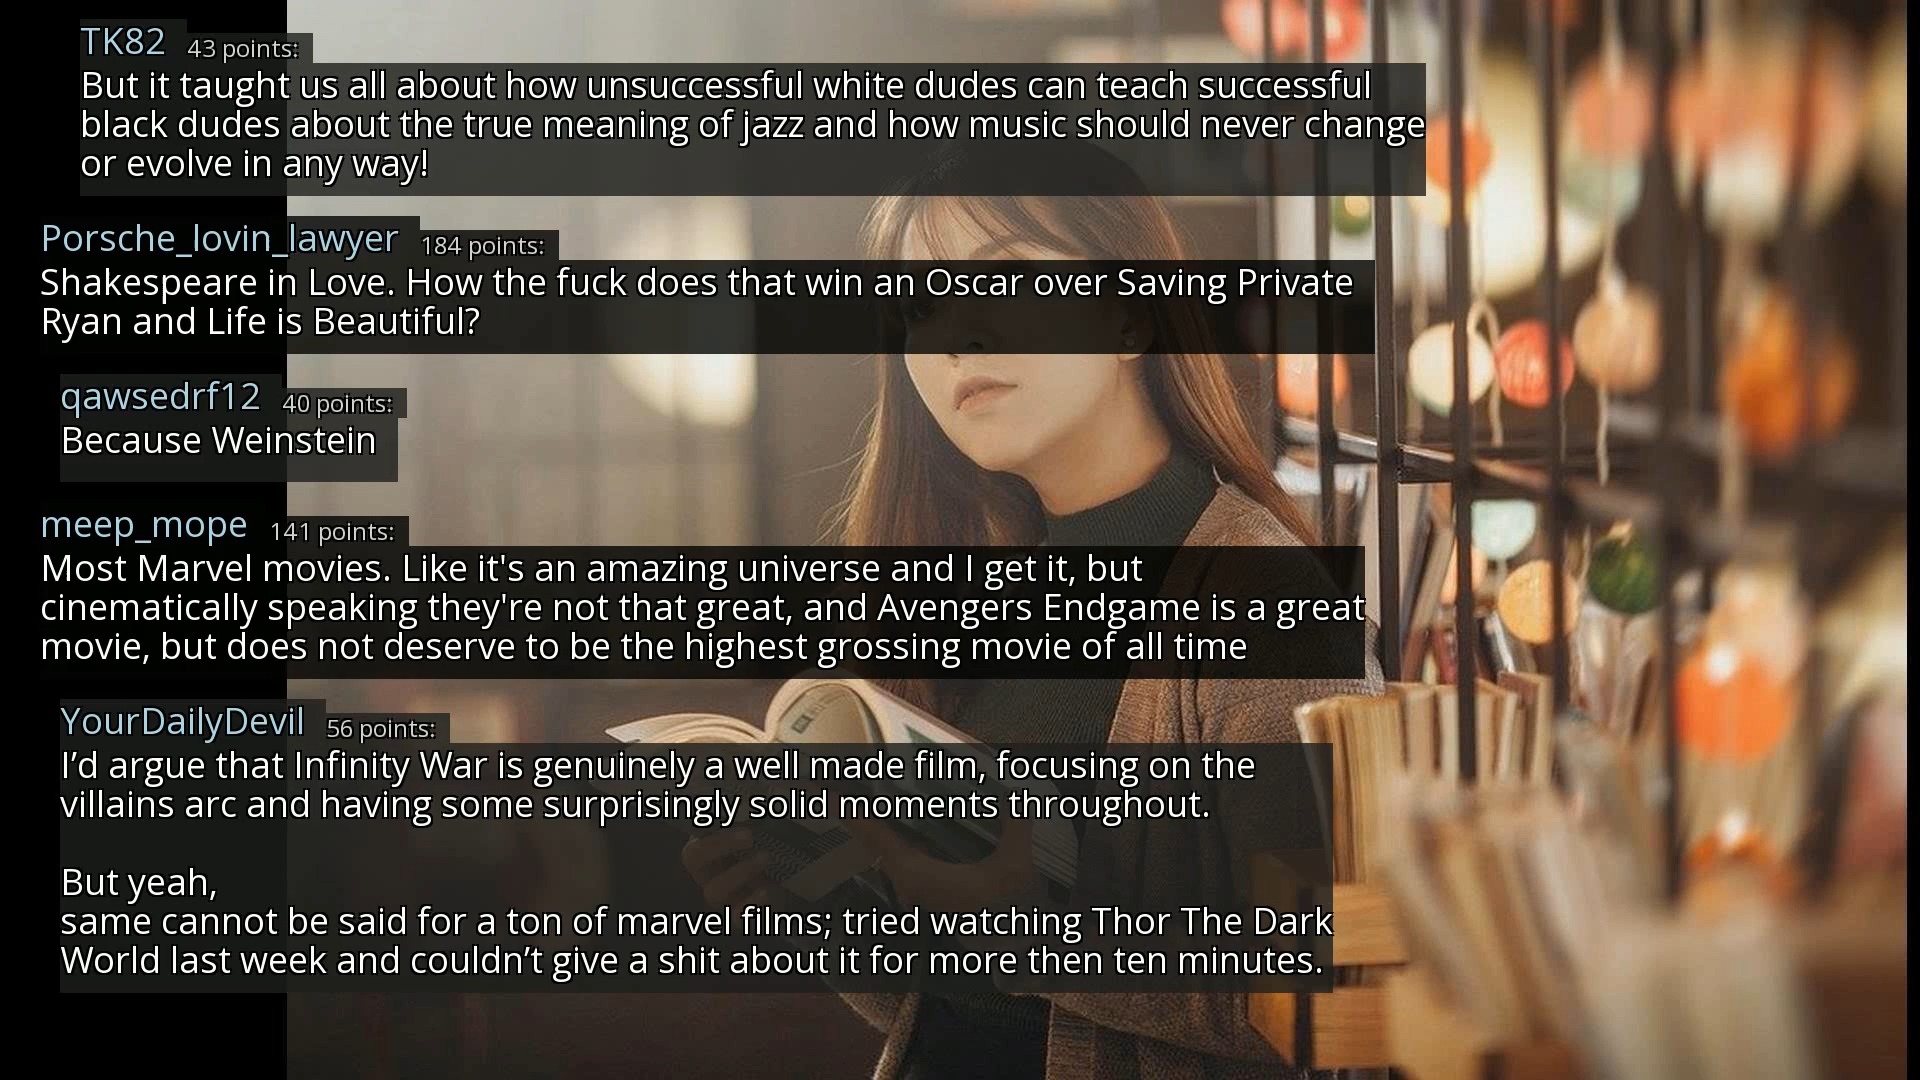 TK82 43 points:
But it taught us all about how unsuccessful white dudes can teach successful
black dudes about the true meaning of jazz and how music should never change
or evolve in any way!
Porsche_lovin_lawyer 184 points:
Shakespeare in Love. How the fuck does that win an Oscar over Saving Private
Ryan and Life is Beautiful?
qawsedrf12 40 points:
Because Weinstein
meep_mope 141 points:
Most Marvel movies. Like it's an amazing universe and I get it, but
cinematically speaking they're not that great, and Avengers Endgame is a great
movie, but does not deserve to be the highest grossing movie of all time
YourDailyDevil 56 points:
I’d argue that Infinity War is genuinely a well made film, focusing on the
villains arc and having some surprisingly solid moments throughout.
But yeah,
same cannot be said for a ton of marvel films; tried watching Thor The Dark
World last week and couldn’t give a shit about it for more then ten minutes.